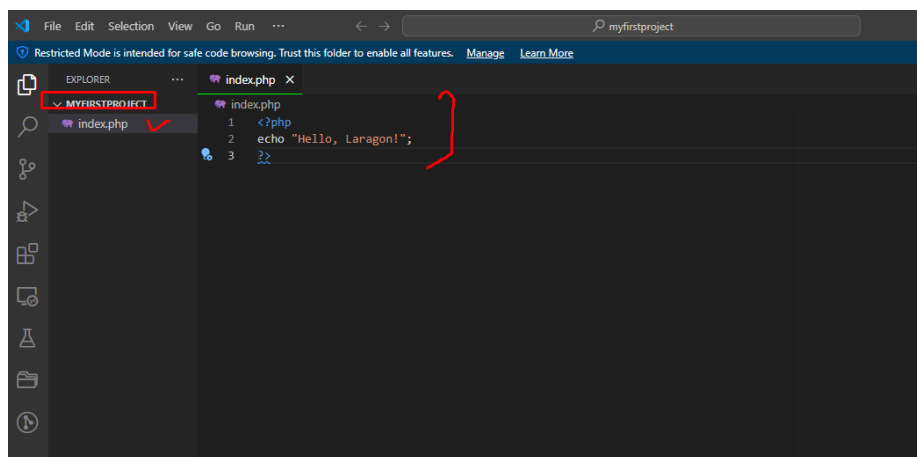 File Edit Selection View Go Run ··· myfirstproject
Restricted Mode is intended for safe code browsing. Trust this folder to enable all features. Manage Learn More
EXPLORER ··· index.php
MYFIRSTPROJECT index.php
index.php 1 <?php
2 echo "Hello, Laragon!";
3 ?>